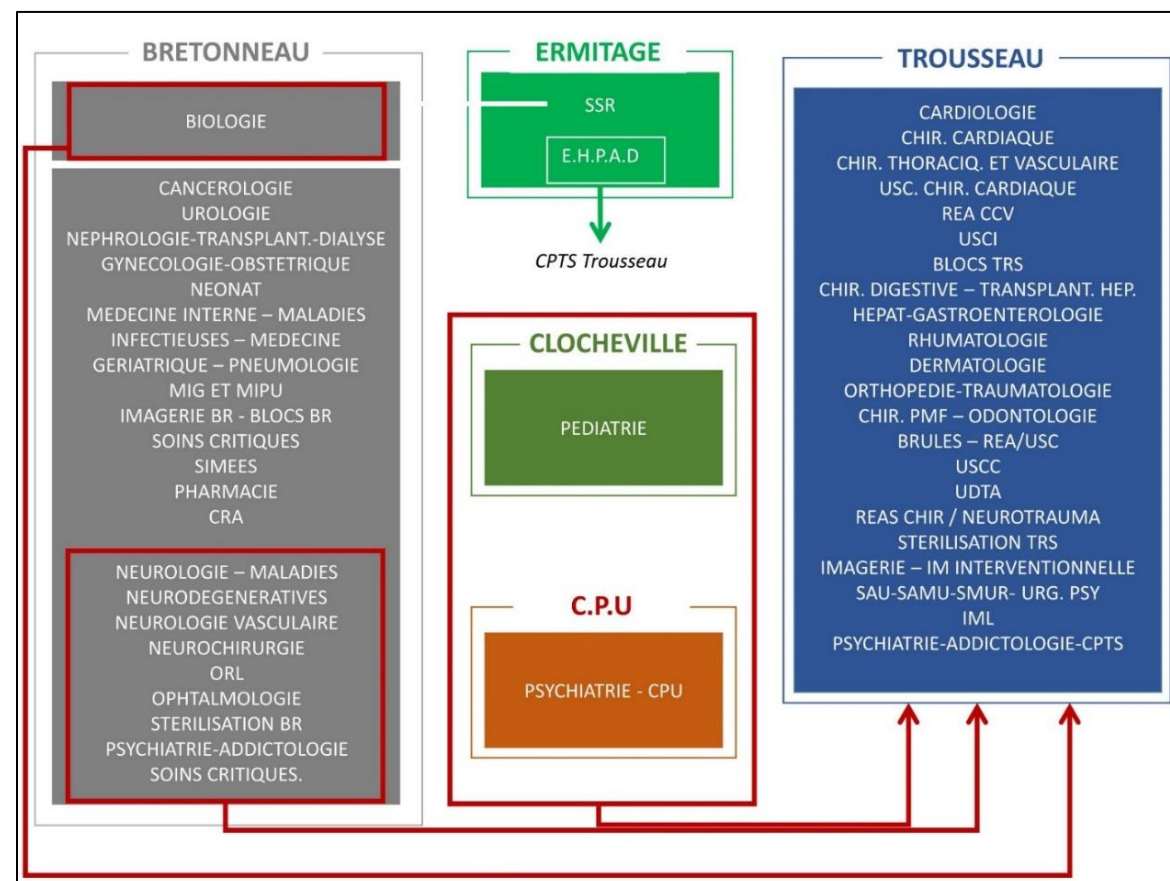 BRETONNEAU
BIOLOGIE
CANCEROLOGIE
UROLOGIE
NEPHROLOGIE-TRANSPLANT.-DIALYSE
GYNECOLOGIE-OBSTETRIQUE
NEONAT
MEDECINE INTERNE – MALADIES
INFECTIEUSES – MEDECINE
GERIATRIQUE – PNEUMOLOGIE
MIG ET MIPU
IMAGERIE BR - BLOCS BR
SOINS CRITIQUES
SIMEES
PHARMACIE
CRA
NEUROLOGIE – MALADIES
NEURODEGENERATIVES
NEUROLOGIE VASCULAIRE
NEUROCHIRURGIE
ORL
OPHTALMOLOGIE
STERILISATION BR
PSYCHIATRIE-ADDICTOLOGIE
SOINS CRITIQUES.
ERMITAGE
SSR
E.H.P.A.D
CPTS Trousseau
CLOCHEVILLE
PEDIATRIE
C.P.U
PSYCHIATRIE - CPU
TROUSSEAU
CARDIOLOGIE
CHIR. CARDIAQUE
CHIR. THORACIQ. ET VASCULAIRE
USC. CHIR. CARDIAQUE
REA CCV
USCI
BLOCS TRS
CHIR. DIGESTIVE – TRANSPLANT. HEP.
HEPAT-GASTROENTEROLOGIE
RHUMATOLOGIE
DERMATOLOGIE
ORTHOPEDIE-TRAUMATOLOGIE
CHIR. PMF – ODONTOLOGIE
BRULES – REA/USC
USCC
UDTA
REAS CHIR / NEUROTRAUMA
STERILISATION TRS
IMAGERIE – IM INTERVENTIONNELLE
SAU-SAMU-SMUR- URG. PSY
IML
PSYCHIATRIE-ADDICTOLOGIE-CPTS